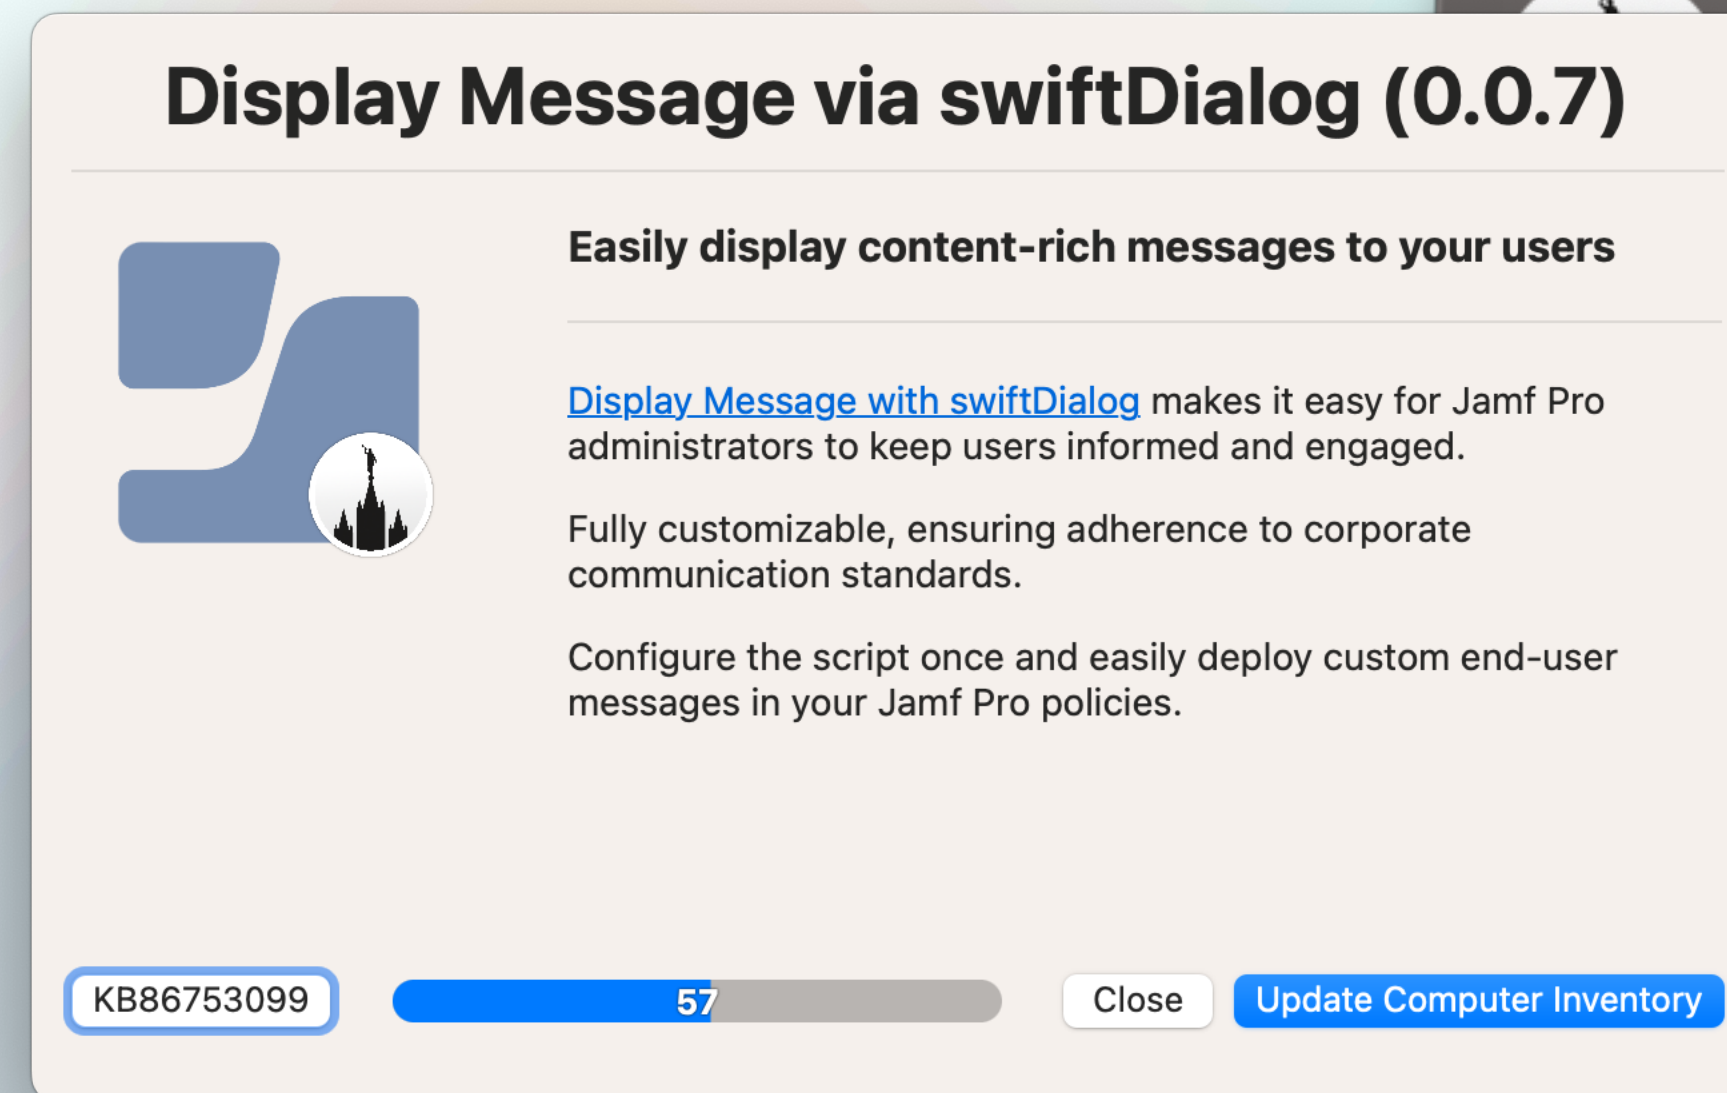 Display Message via swiftDialog (0.0.7)
Easily display content-rich messages to your users
Display Message with swiftDialog makes it easy for Jamf Pro
administrators to keep users informed and engaged.
Fully customizable, ensuring adherence to corporate
communication standards.
Configure the script once and easily deploy custom end-user
messages in your Jamf Pro policies.
KB86753099
57
Close
Update Computer Inventory